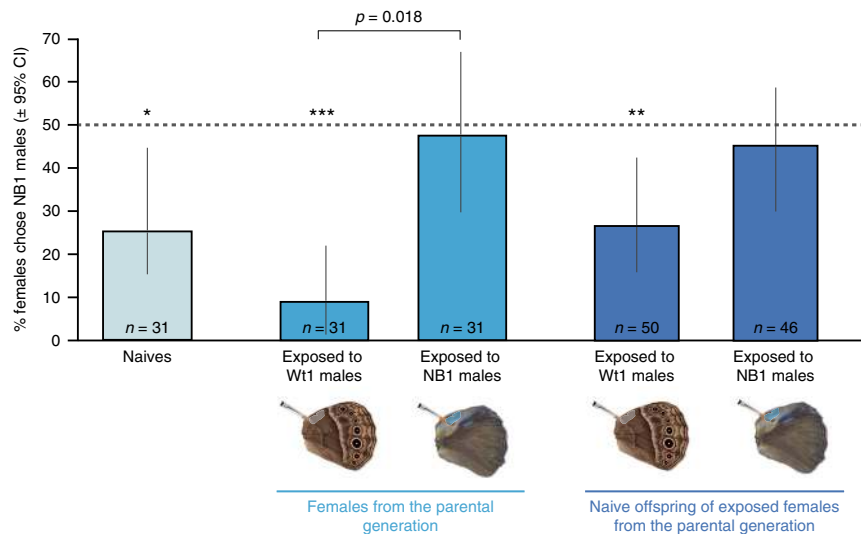 p = 0.018
% females chose NB1 males (± 95% CI)
80
70
60
50
40
30
20
10
0
*
***
**
n = 31
n = 31
n = 31
n = 50
n = 46
Naives
Exposed to
Wt1 males
Exposed to
NB1 males
Exposed to
Wt1 males
Exposed to
NB1 males
Females from the parental
generation
Naive offspring of exposed females
from the parental generation